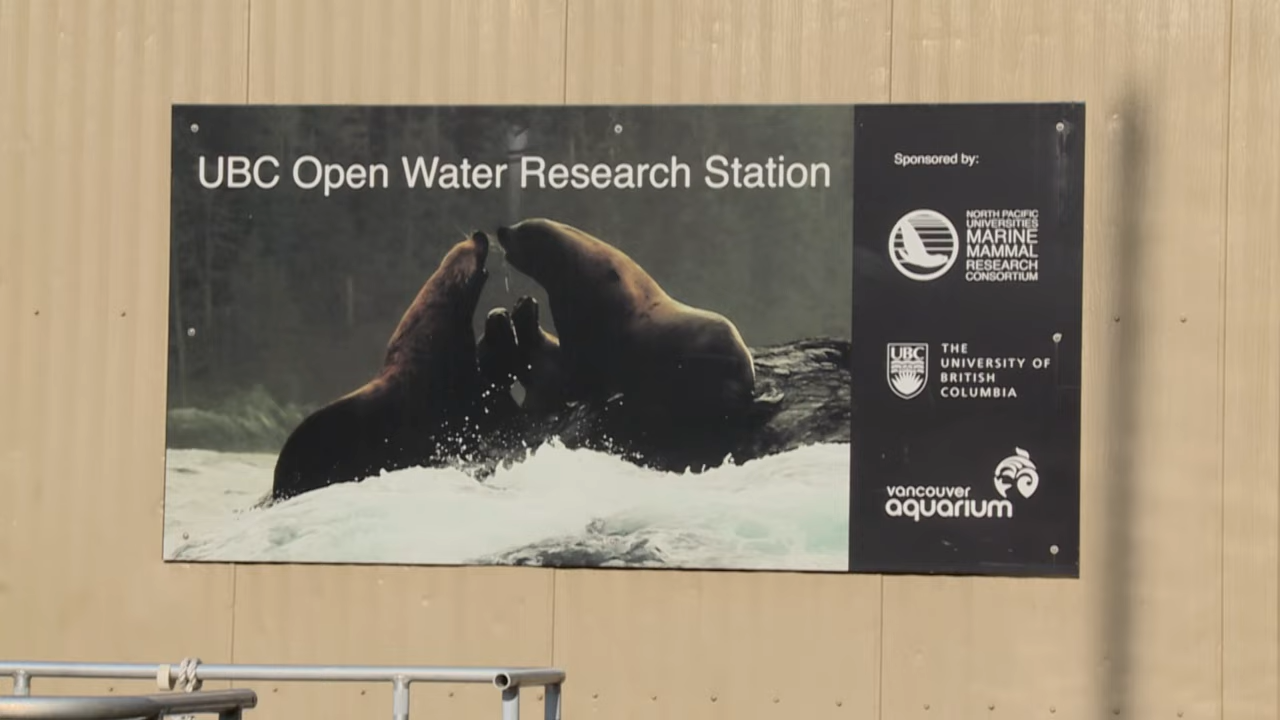 UBC Open Water Research Station
Sponsored by:
NORTH PACIFIC
UNIVERSITIES
MARINE
MAMMAL
RESEARCH
CONSORTIUM
UBC
THE
UNIVERSITY OF
BRITISH
COLUMBIA
vancouver
aquarium